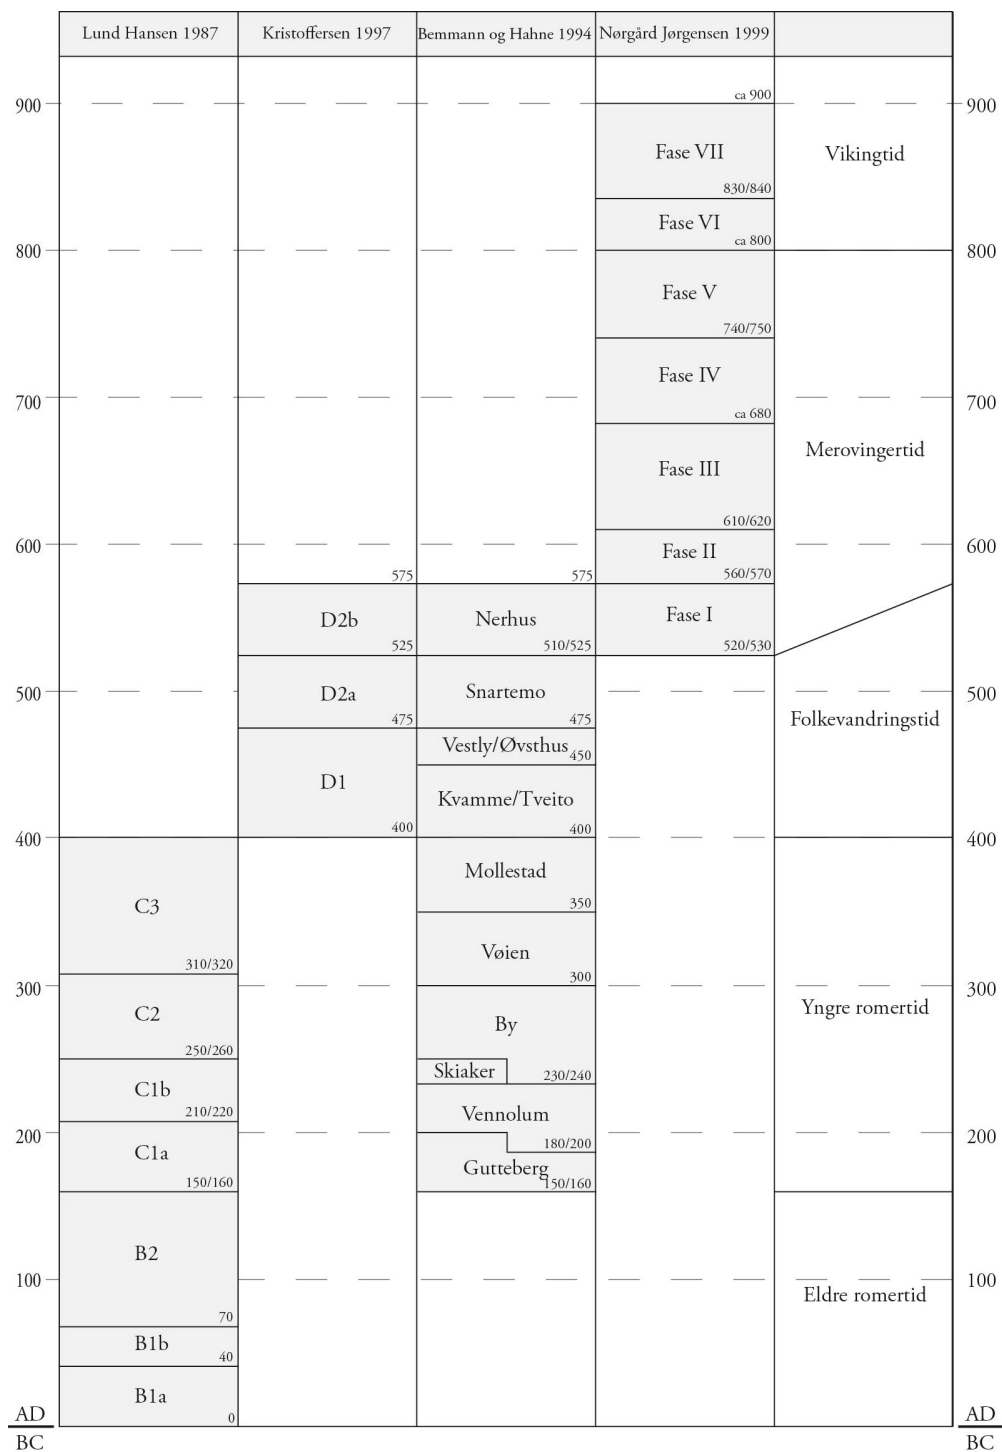 Lund Hansen 1987
Kristoffersen 1997
Bemmann og Hahne 1994
Nørgård Jørgensen 1999
900
ca 900
900
Fase VII
Vikingtid
830/840
Fase VI
ca 800
800
800
Fase V
740/750
Fase IV
700
ca 680
700
Merovingertid
Fase III
610/620
600
Fase II
600
575
575
560/570
D2b
Nerhus
Fase I
525
510/525
520/530
500
D2a
Snartemo
500
475
475
Folkevandringstid
Vestly/Øvsthus
450
D1
Kvamme/Tveito
400
400
400
400
Mollestad
350
C3
Vøien
310/320
300
300
300
C2
By
Yngre romertid
250/260
Skiaker
230/240
C1b
210/220
Vennolum
200
180/200
200
C1a
Gutteberg
150/160
150/160
B2
100
100
Eldre romertid
70
B1b
40
B1a
0
AD
AD
BC
BC